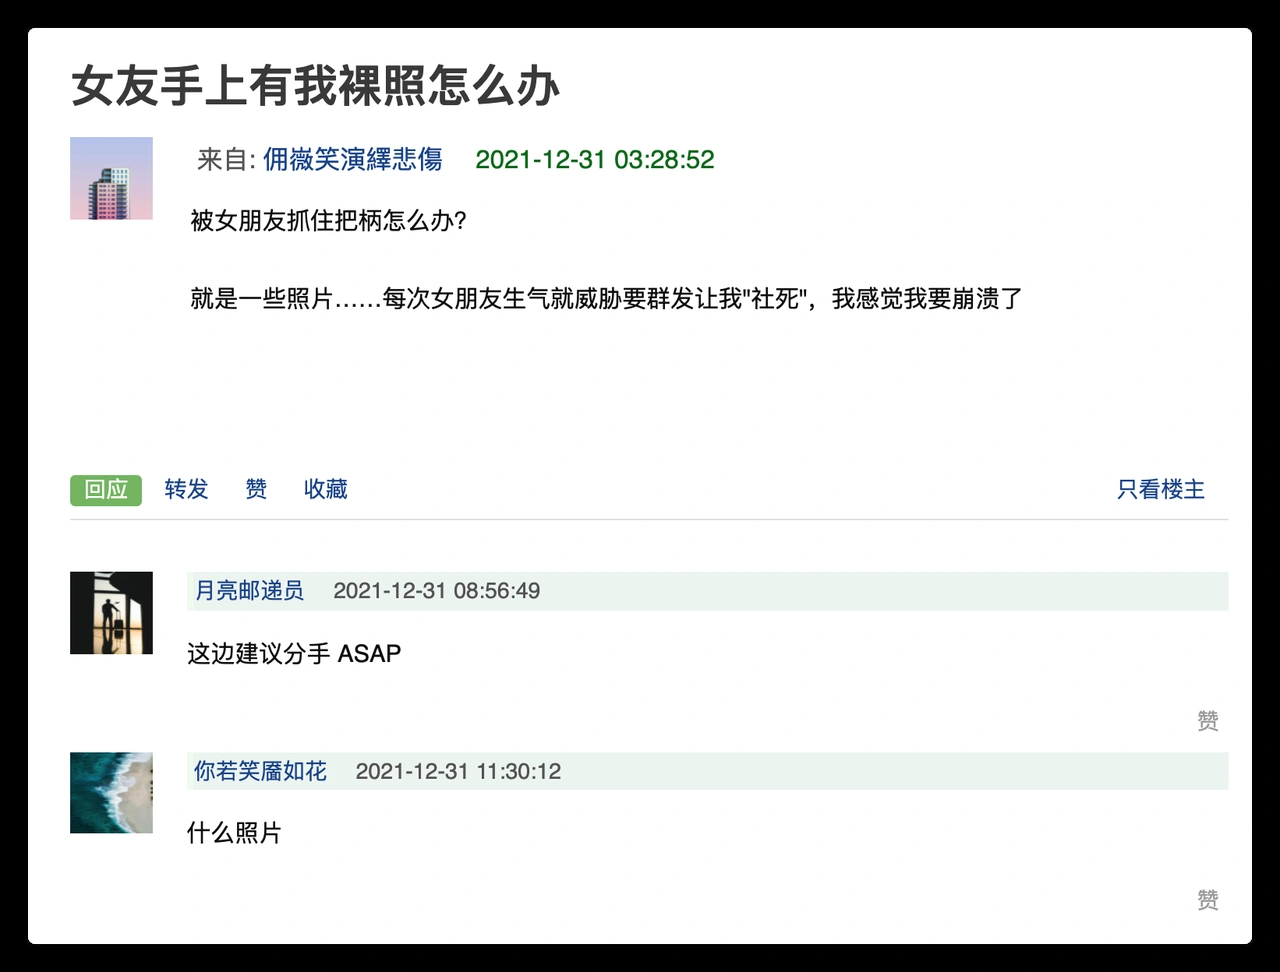 女友手上有我裸照怎么办
来自: 佣嶶笑演繹悲傷 2021-12-31 03:28:52
被女朋友抓住把柄怎么办?
就是一些照片……每次女朋友生气就威胁要群发让我"社死"，我感觉我要崩溃了
回应 转发 赞 收藏 只看楼主
月亮邮递员 2021-12-31 08:56:49
这边建议分手 ASAP
赞
你若笑靥如花 2021-12-31 11:30:12
什么照片
赞